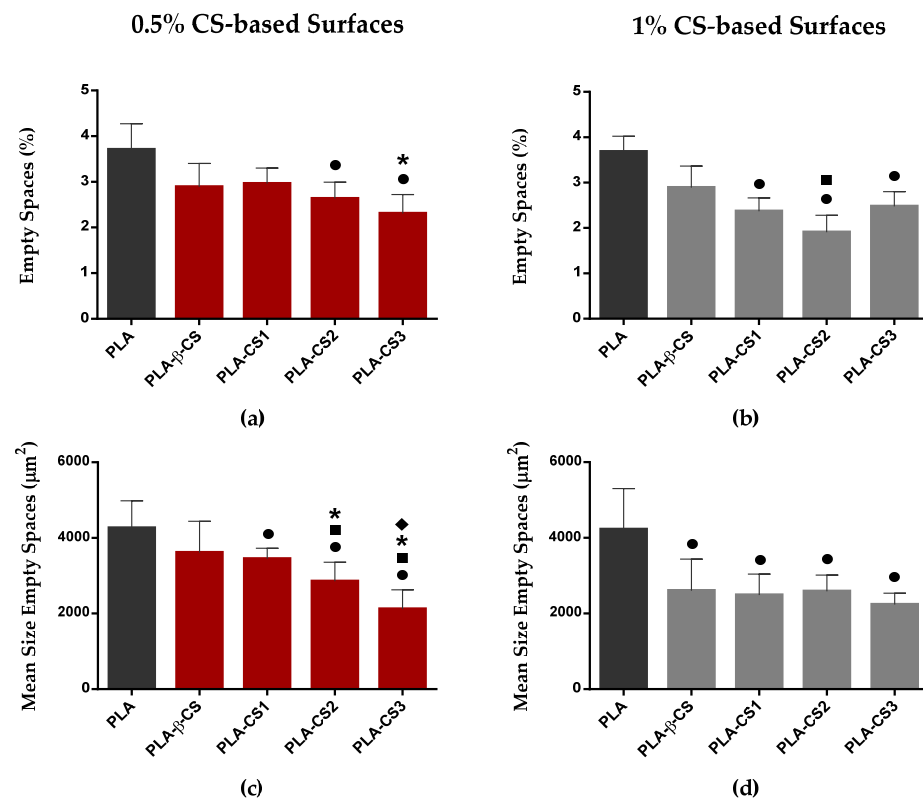 0.5% CS-based Surfaces
1% CS-based Surfaces
Empty Spaces (%)
5
4
3
2
1
0
*
PLA
PLA-β-CS
PLA-CS1
PLA-CS2
PLA-CS3
(a)
Empty Spaces (%)
5
4
3
2
1
0
PLA
PLA-β-CS
PLA-CS1
PLA-CS2
PLA-CS3
(b)
Mean Size Empty Spaces (μm²)
6000
4000
2000
0
*
*
PLA
PLA-β-CS
PLA-CS1
PLA-CS2
PLA-CS3
(c)
Mean Size Empty Spaces (μm²)
6000
4000
2000
0
PLA
PLA-β-CS
PLA-CS1
PLA-CS2
PLA-CS3
(d)